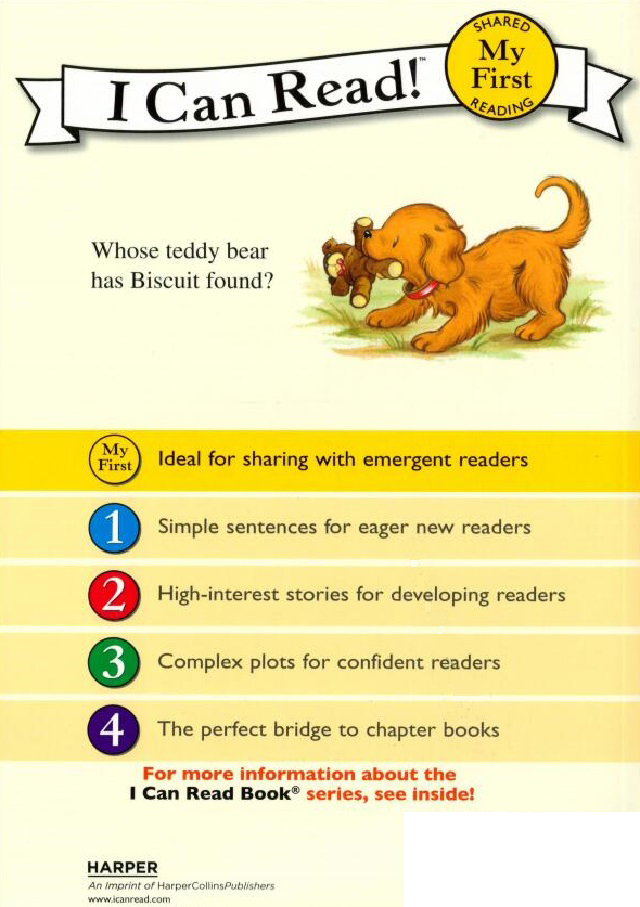 I Can Read!™
SHARED
My
First
READING
Whose teddy bear
has Biscuit found?
My
First
Ideal for sharing with emergent readers
1
Simple sentences for eager new readers
2
High-interest stories for developing readers
3
Complex plots for confident readers
4
The perfect bridge to chapter books
For more information about the
I Can Read Book® series, see inside!
HARPER
An Imprint of HarperCollinsPublishers
www.icanread.com